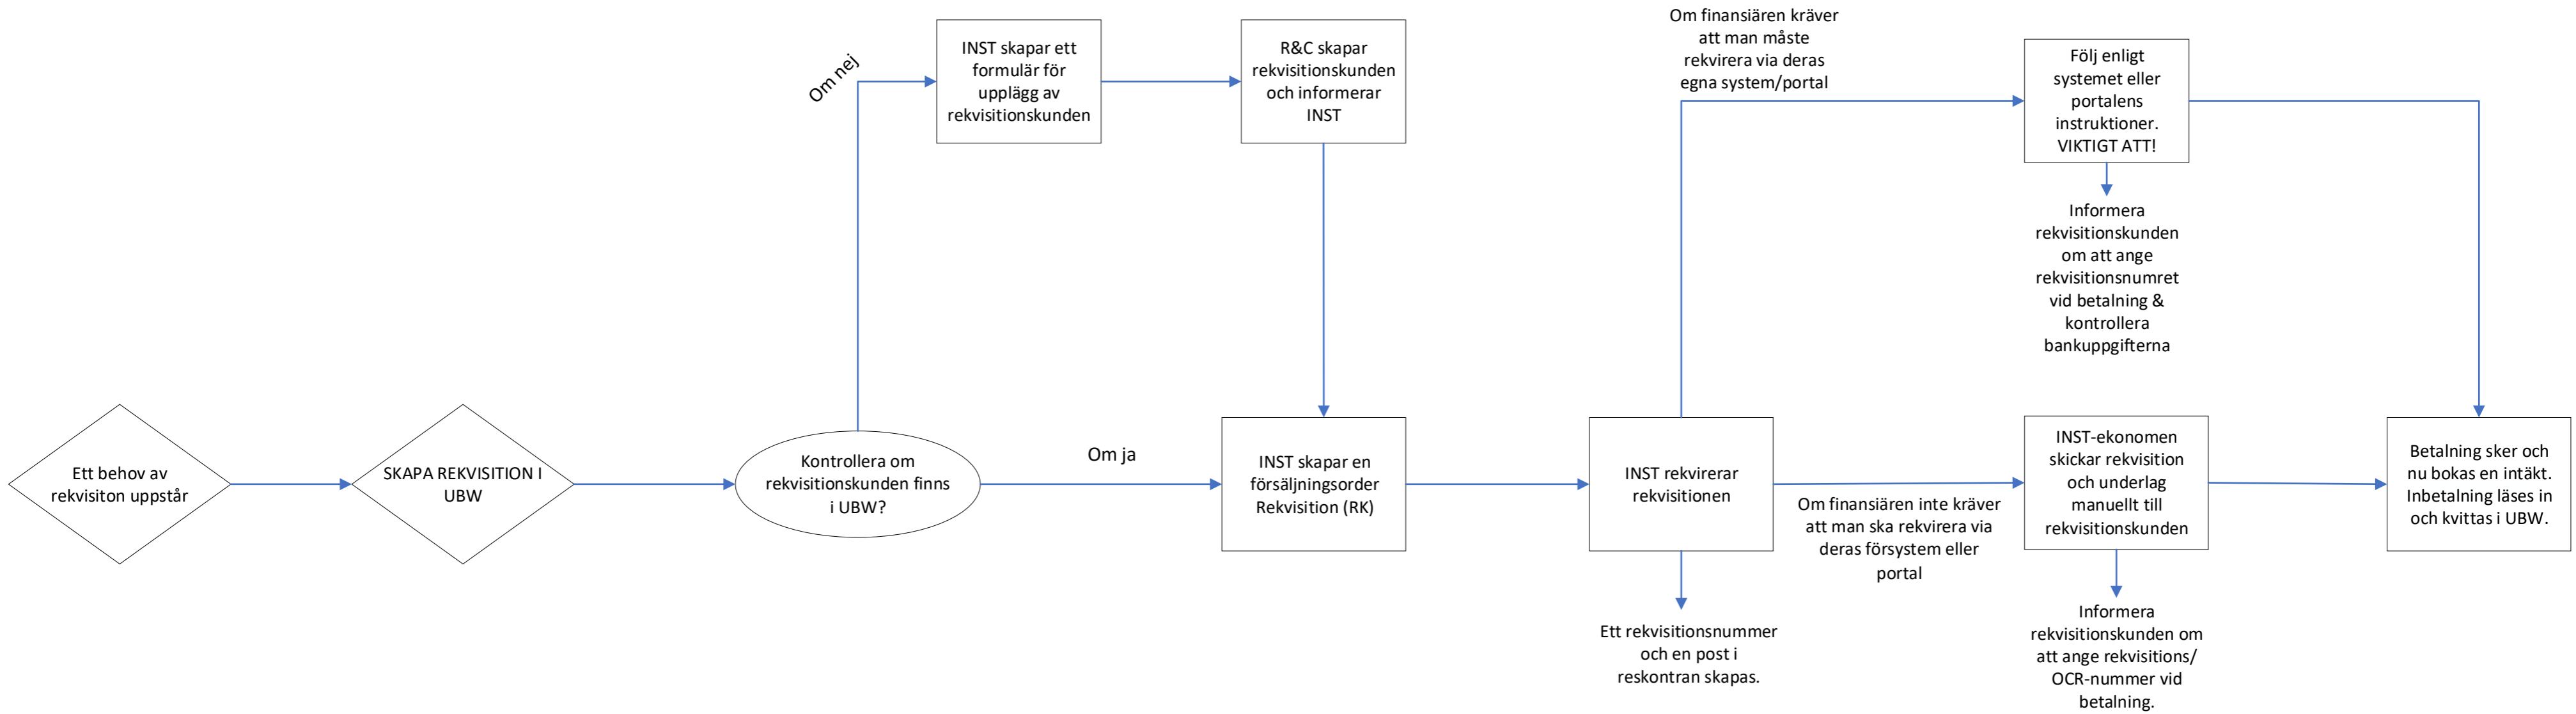 Ett behov av
rekvisiton uppstår
SKAPA REKVISITION I
UBW
Kontrollera om
rekvisitionskunden finns
i UBW?
Om nej
INST skapar ett
formulär för
upplägg av
rekvisitionskunden
R&C skapar
rekvisitionskunden
och informerar
INST
Om ja
INST skapar en
försäljningsorder
Rekvisition (RK)
INST rekvirerar
rekvisitionen
Ett rekvisitionsnummer
och en post i
reskontran skapas.
Om finansiären kräver
att man måste
rekvirera via deras
egna system/portal
Följ enligt
systemet eller
portalens
instruktioner.
VIKTIGT ATT!
Informera
rekvisitionskunden
om att ange
rekvisitionsnumret
vid betalning &
kontrollera
bankuppgifterna
Om finansiären inte kräver
att man ska rekvirera via
deras försystem eller
portal
INST-ekonomen
skickar rekvisition
och underlag
manuellt till
rekvisitionskunden
Informera
rekvisitionskunden om
att ange rekvisitions/
OCR-nummer vid
betalning.
Betalning sker och
nu bokas en intäkt.
Inbetalning läses in
och kvittas i UBW.